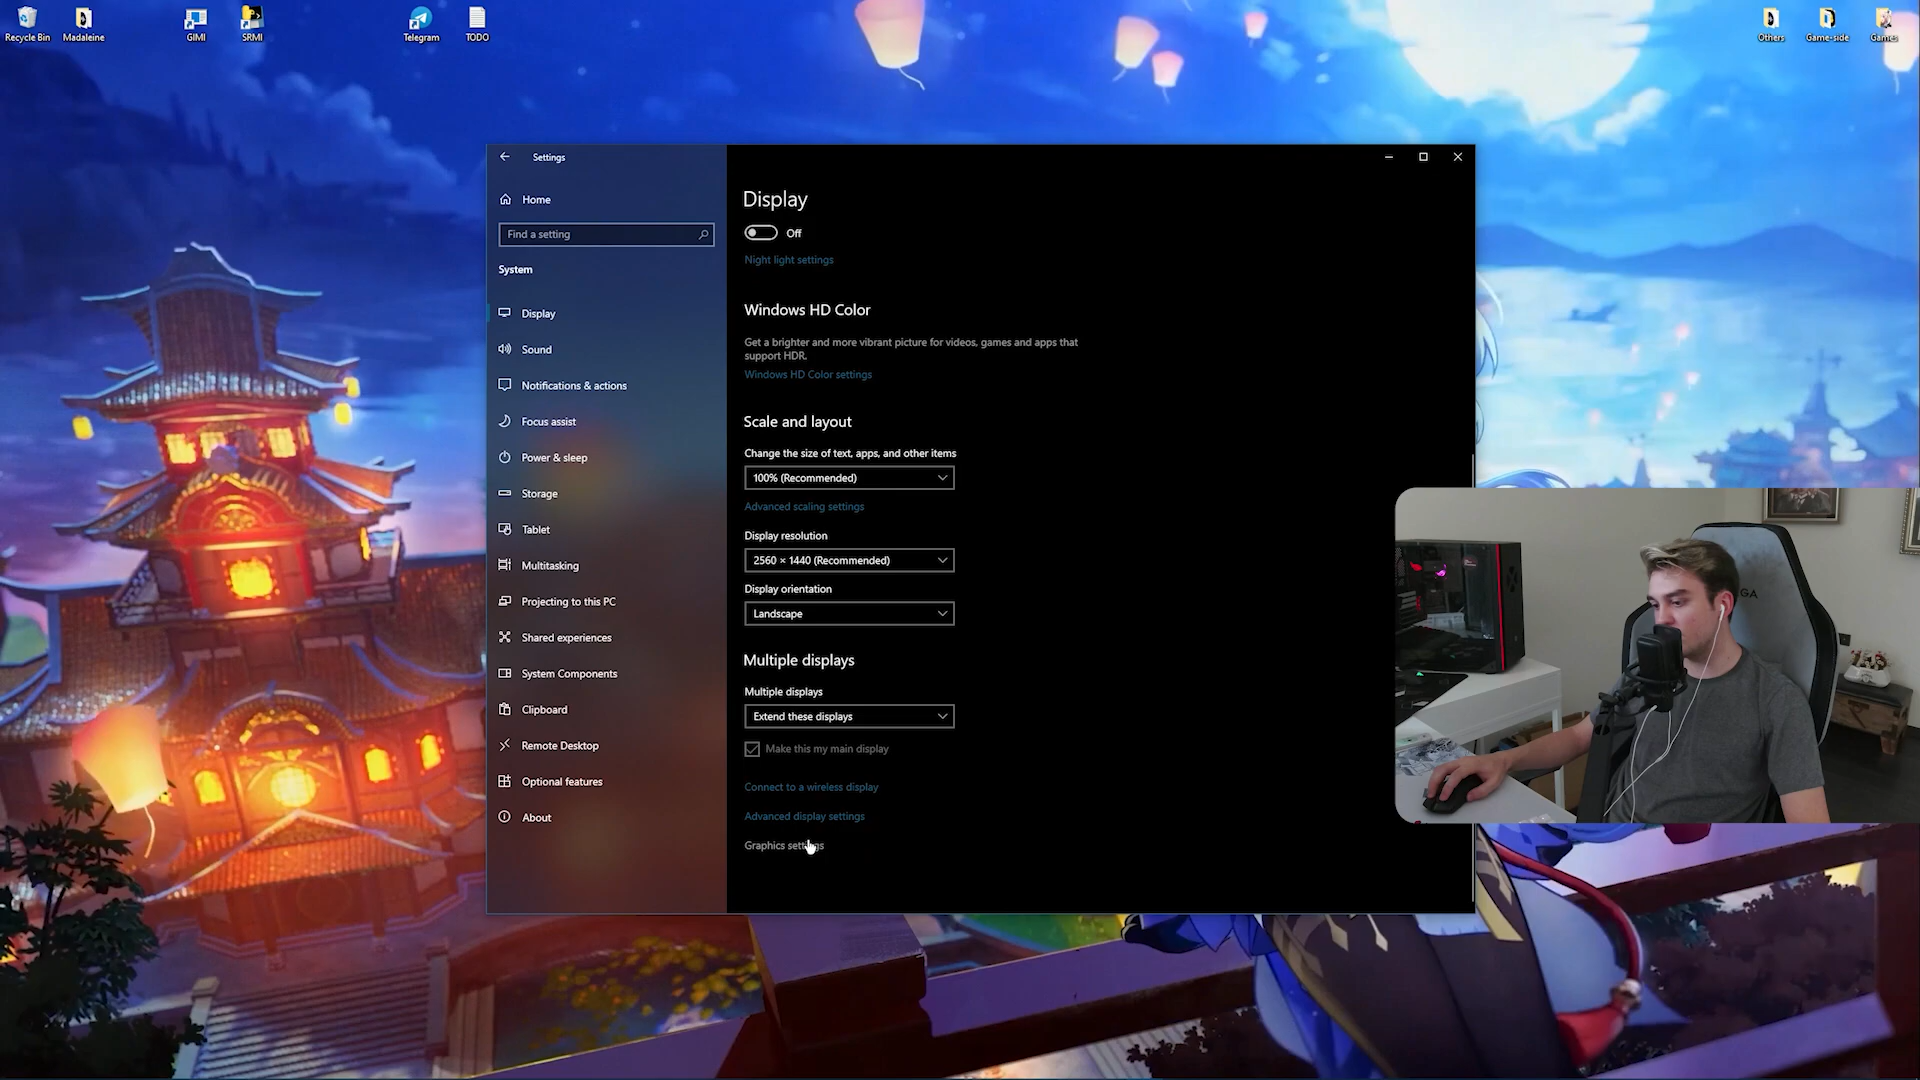 Recycle Bin
Madaleine
GIMI
SRMI
Telegram
TODO
Others
Game-side
Games
Settings
Home
Find a setting
System
Display
Sound
Notifications & actions
Focus assist
Power & sleep
Storage
Tablet
Multitasking
Projecting to this PC
Shared experiences
System Components
Clipboard
Remote Desktop
Optional features
About
Display
Off
Night light settings
Windows HD Color
Get a brighter and more vibrant picture for videos, games and apps that
support HDR.
Windows HD Color settings
Scale and layout
Change the size of text, apps, and other items
100% (Recommended)
Advanced scaling settings
Display resolution
2560 × 1440 (Recommended)
Display orientation
Landscape
Multiple displays
Multiple displays
Extend these displays
Make this my main display
Connect to a wireless display
Advanced display settings
Graphics settings